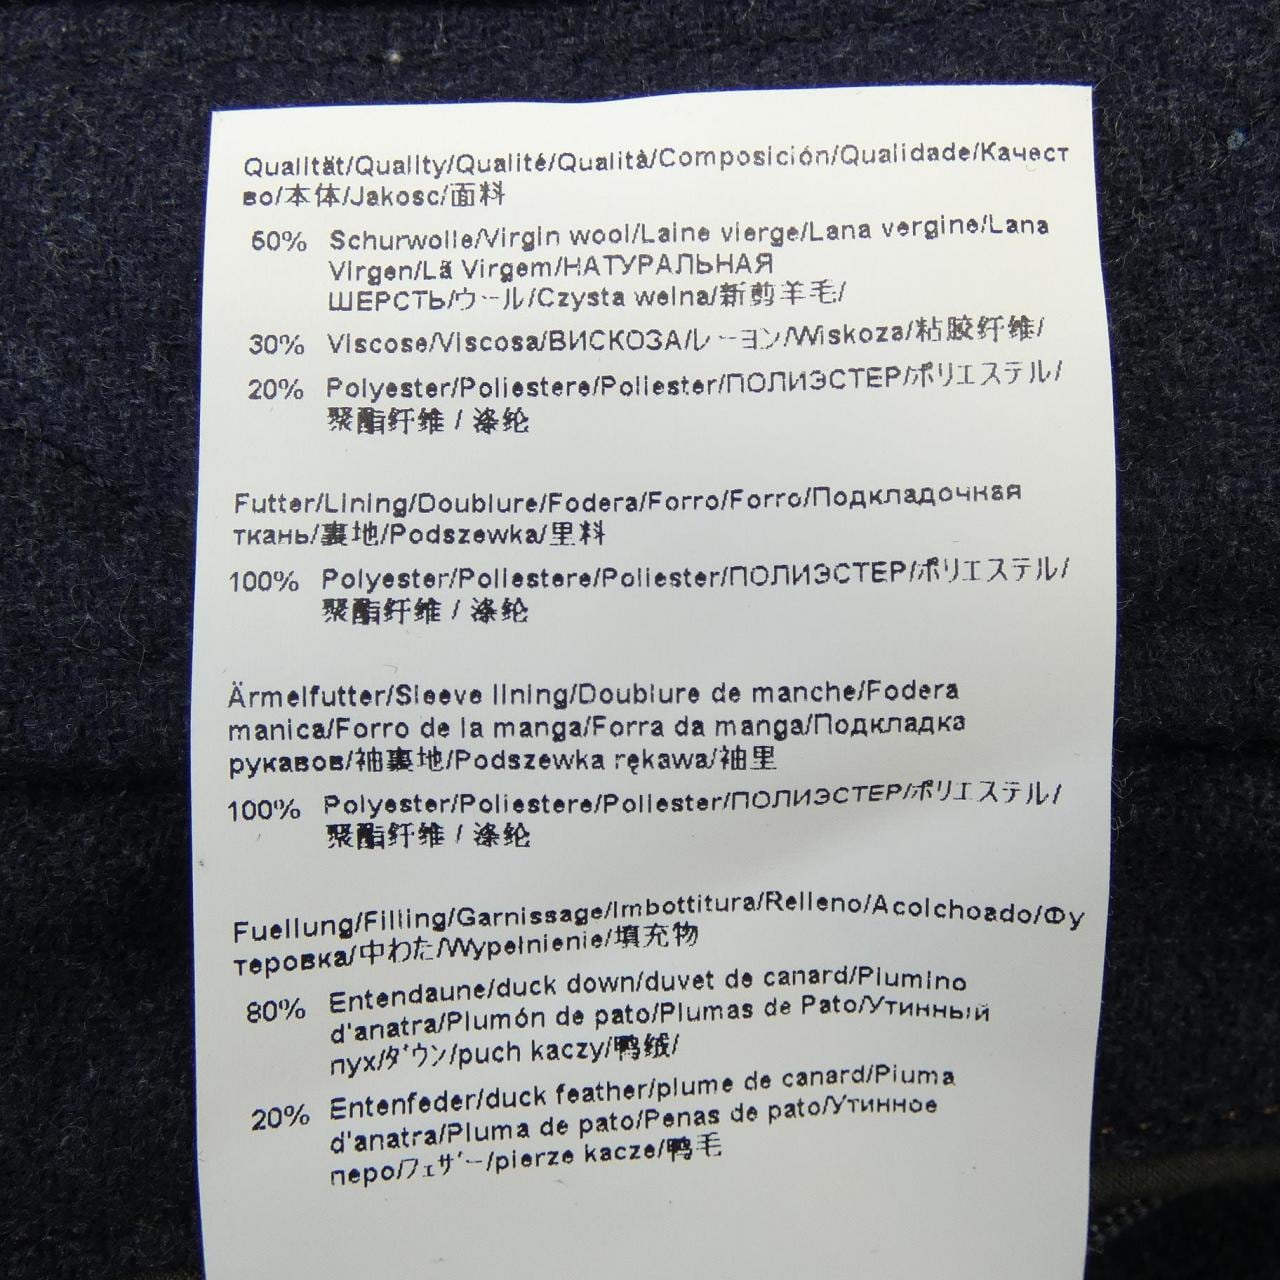 Qualität/Quality/Qualité/Qualità/Composición/Qualidade/Качест
во/本体/Jakosc/面料
50% Schurwolle/Virgin wool/Laine vierge/Lana vergine/Lana
Virgen/Lã Virgem/НАТУРАЛЬНАЯ
ШЕРСТЬ/ウール/Czysta welna/新剪羊毛/
30% Viscose/Viscosa/ВИСКОЗА/レーヨン/Wiskoza/粘胶纤维/
20% Polyester/Poliestere/Poliester/ПОЛИЭСТЕР/ポリエステル/
聚酯纤维 / 涤纶
Futter/Lining/Doublure/Fodera/Forro/Forro/Подкладочная
ткань/裏地/Podszewka/里料
100% Polyester/Poliestere/Poliester/ПОЛИЭСТЕР/ポリエステル/
聚酯纤维 / 涤纶
Ärmelfutter/Sleeve lining/Doublure de manche/Fodera
manica/Forro de la manga/Forra da manga/Подкладка
рукавов/袖裏地/Podszewka rękawa/袖里
100% Polyester/Poliestere/Poliester/ПОЛИЭСТЕР/ポリエステル/
聚酯纤维 / 涤纶
Fuellung/Filling/Garnissage/Imbottitura/Relleno/Acolchoado/Фу
теровка/中わた/Wypełnienie/填充物
80% Entendaune/duck down/duvet de canard/Piumino
d'anatra/Plumón de pato/Plumas de Pato/Утинный
пух/ダウン/puch kaczy/鸭绒/
20% Entenfeder/duck feather/plume de canard/Piuma
d'anatra/Pluma de pato/Penas de pato/Утинное
перо/フェザー/pierze kacze/鸭毛